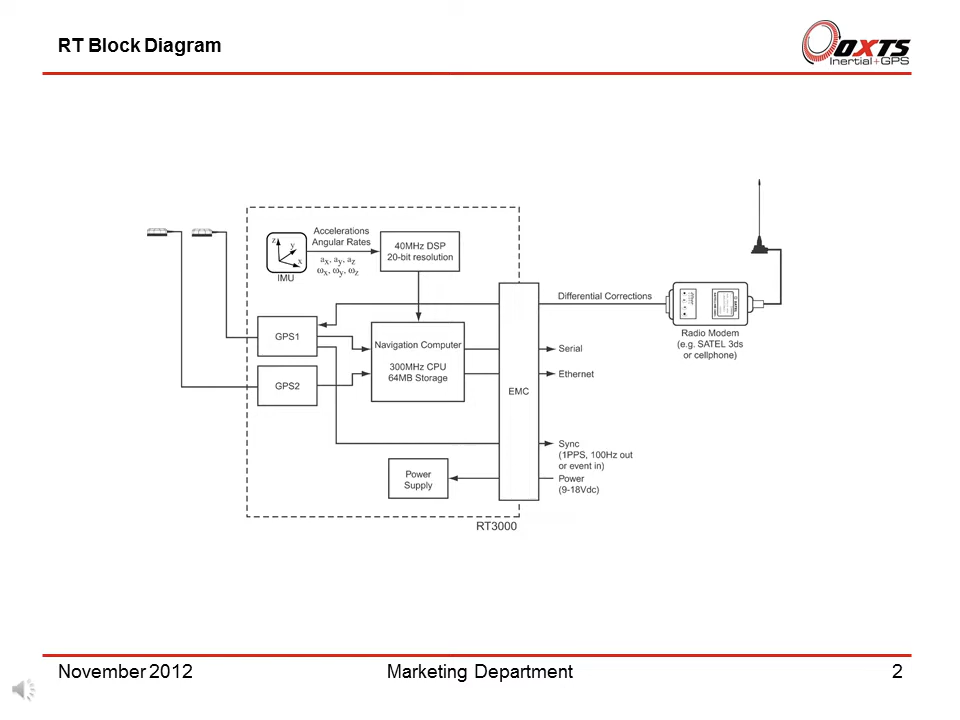 RT Block Diagram
OXTS
Inertial+GPS
Accelerations
Angular Rates
ax, ay, az
ωx, ωy, ωz
z
y
x
IMU
40MHz DSP
20-bit resolution
Differential Corrections
Radio Modem
(e.g. SATEL 3ds
or cellphone)
GPS1
Navigation Computer
300MHz CPU
64MB Storage
GPS2
EMC
Serial
Ethernet
Sync
(1PPS, 100Hz out
or event in)
Power
(9-18Vdc)
Power
Supply
RT3000
November 2012
Marketing Department
2